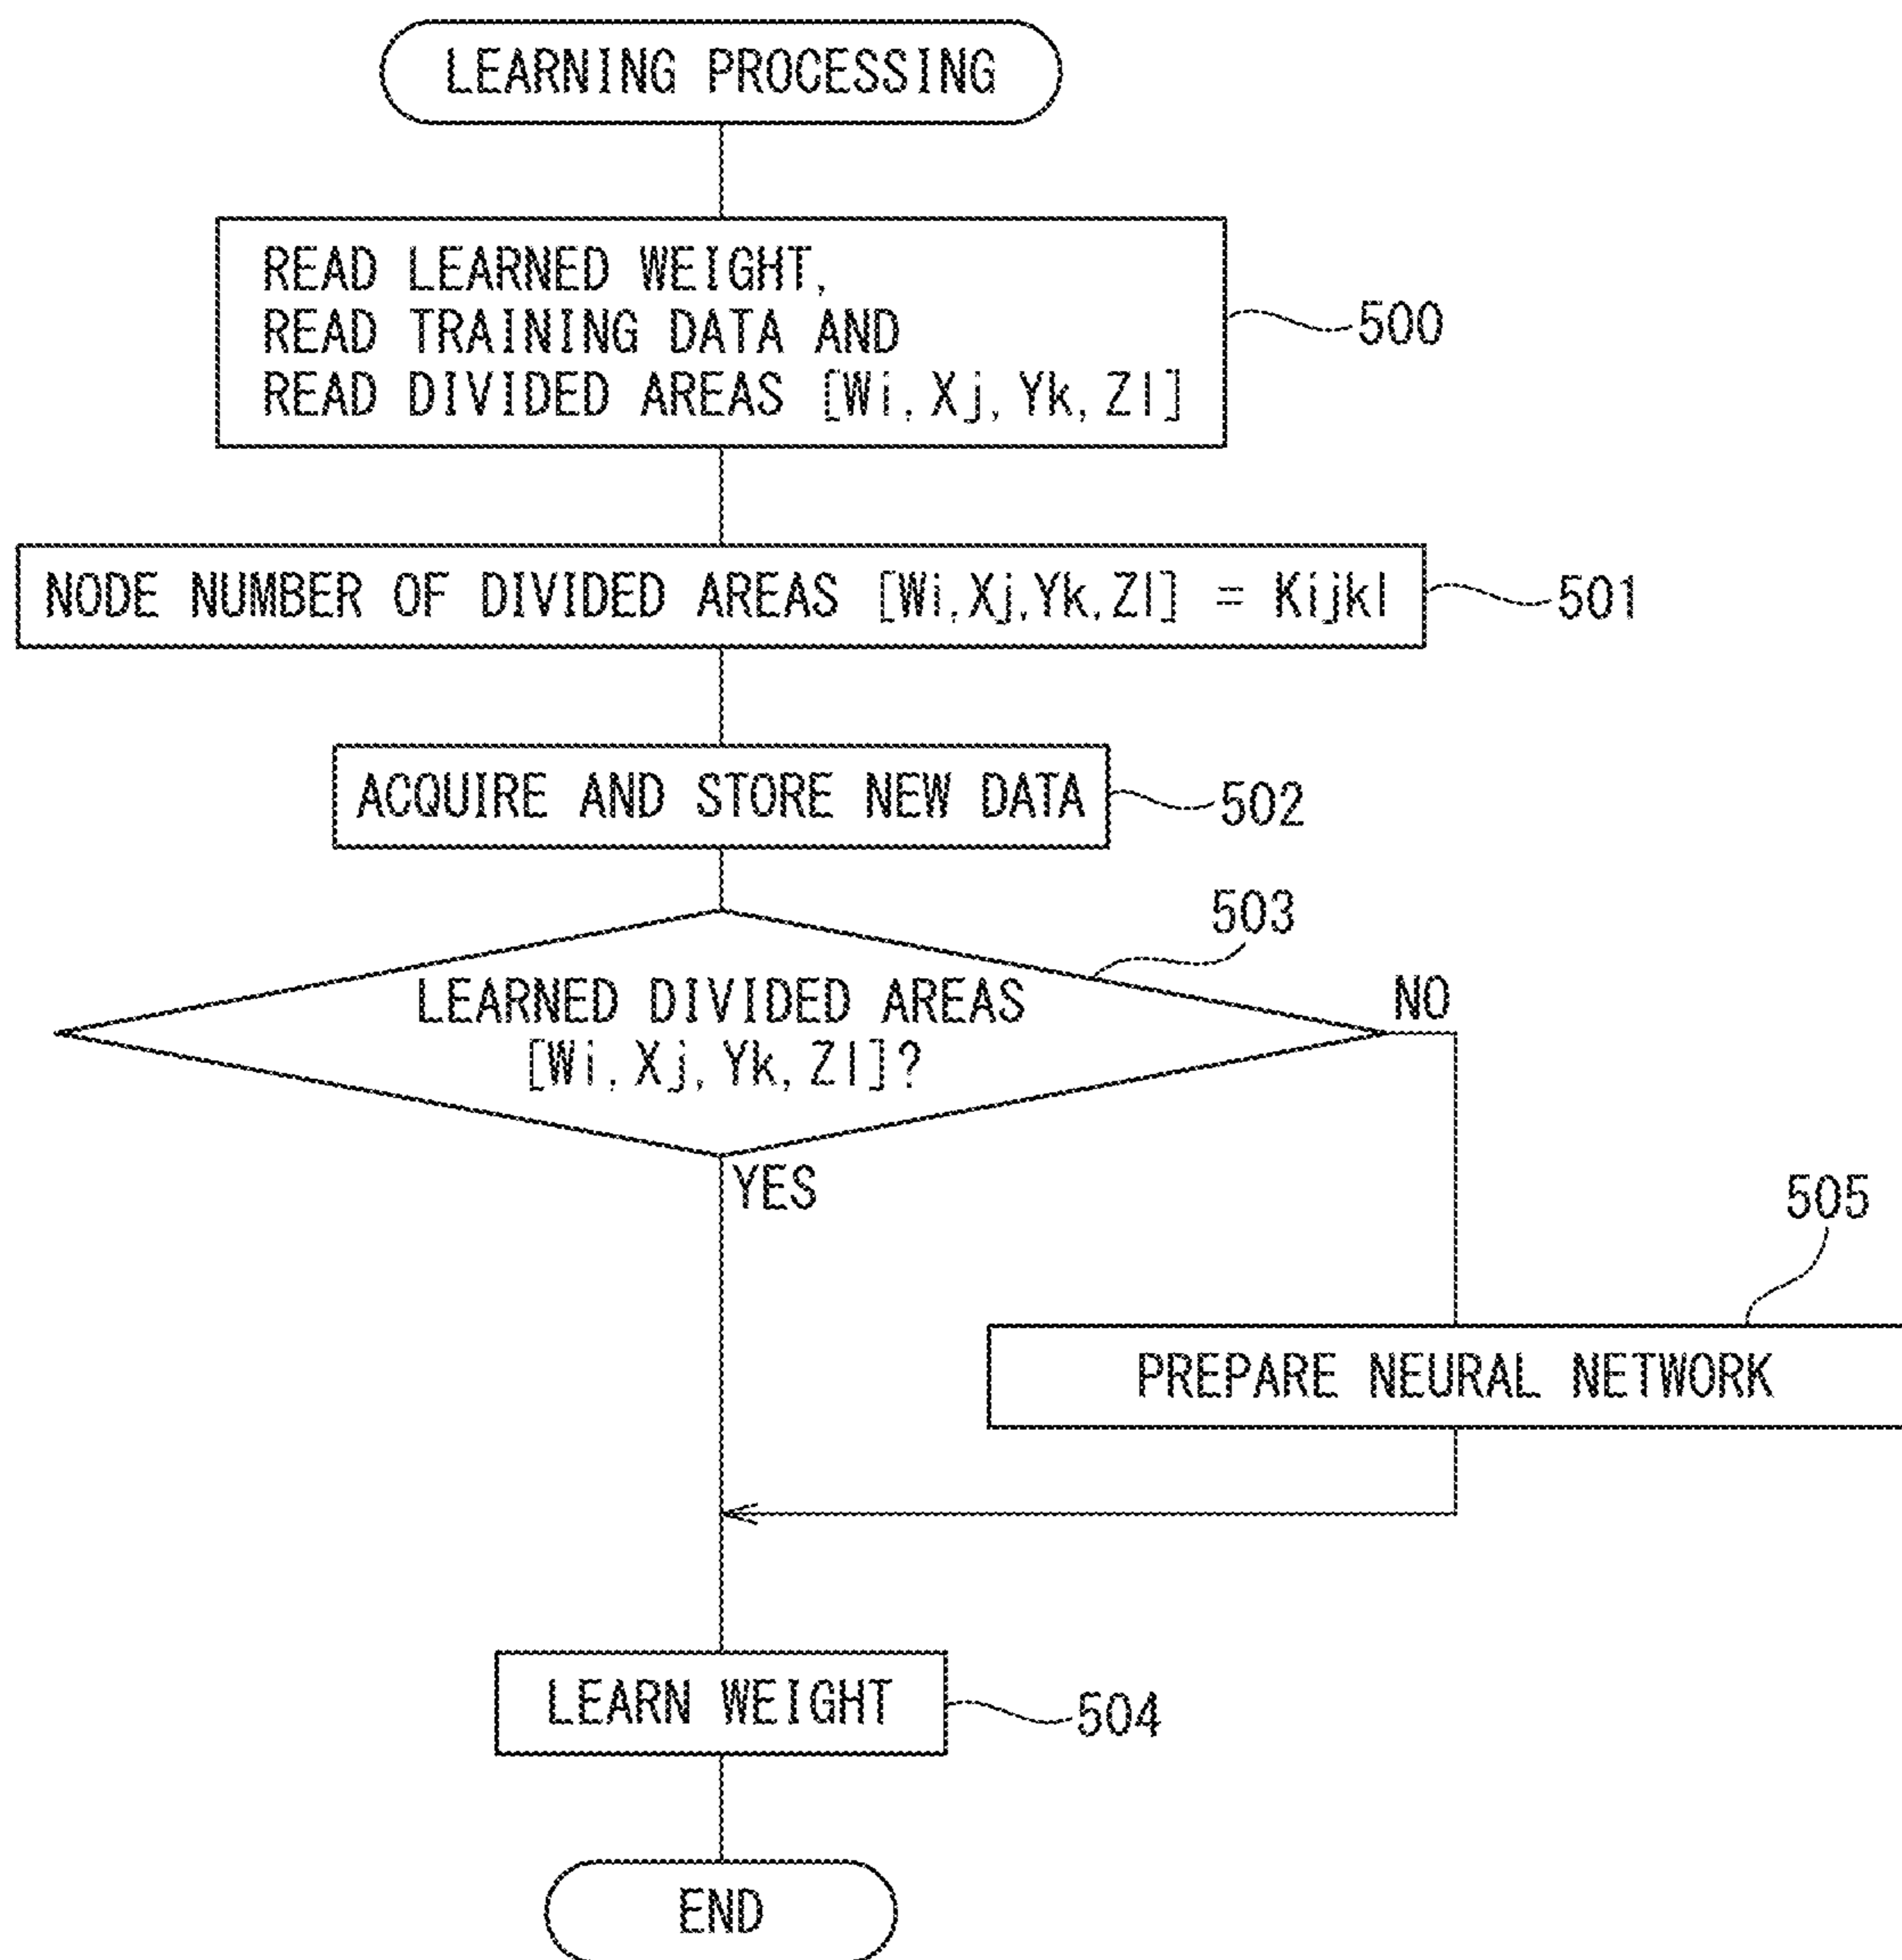 LEARNING PROCESSING
READ LEARNED WEIGHT,
READ TRAINING DATA AND
READ DIVIDED AREAS [Wi, Xj, Yk, Zl]
500
NODE NUMBER OF DIVIDED AREAS [Wi,Xj,Yk,Zl] = Kijkl
501
ACQUIRE AND STORE NEW DATA
502
503
LEARNED DIVIDED AREAS
[Wi, Xj, Yk, Zl]?
NO
YES
505
PREPARE NEURAL NETWORK
LEARN WEIGHT
504
END